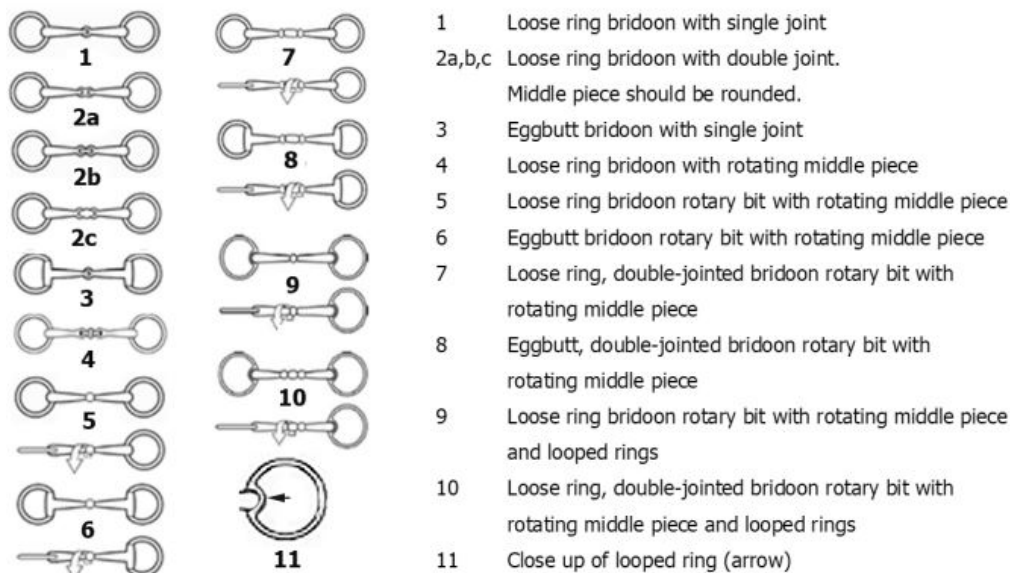 1
2a
2b
2c
3
4
5
6
7
8
9
10
11
1 Loose ring bridoon with single joint
2a,b,c Loose ring bridoon with double joint.
Middle piece should be rounded.
3 Eggbutt bridoon with single joint
4 Loose ring bridoon with rotating middle piece
5 Loose ring bridoon rotary bit with rotating middle piece
6 Eggbutt bridoon rotary bit with rotating middle piece
7 Loose ring, double-jointed bridoon rotary bit with
rotating middle piece
8 Eggbutt, double-jointed bridoon rotary bit with
rotating middle piece
9 Loose ring bridoon rotary bit with rotating middle piece
and looped rings
10 Loose ring, double-jointed bridoon rotary bit with
rotating middle piece and looped rings
11 Close up of looped ring (arrow)